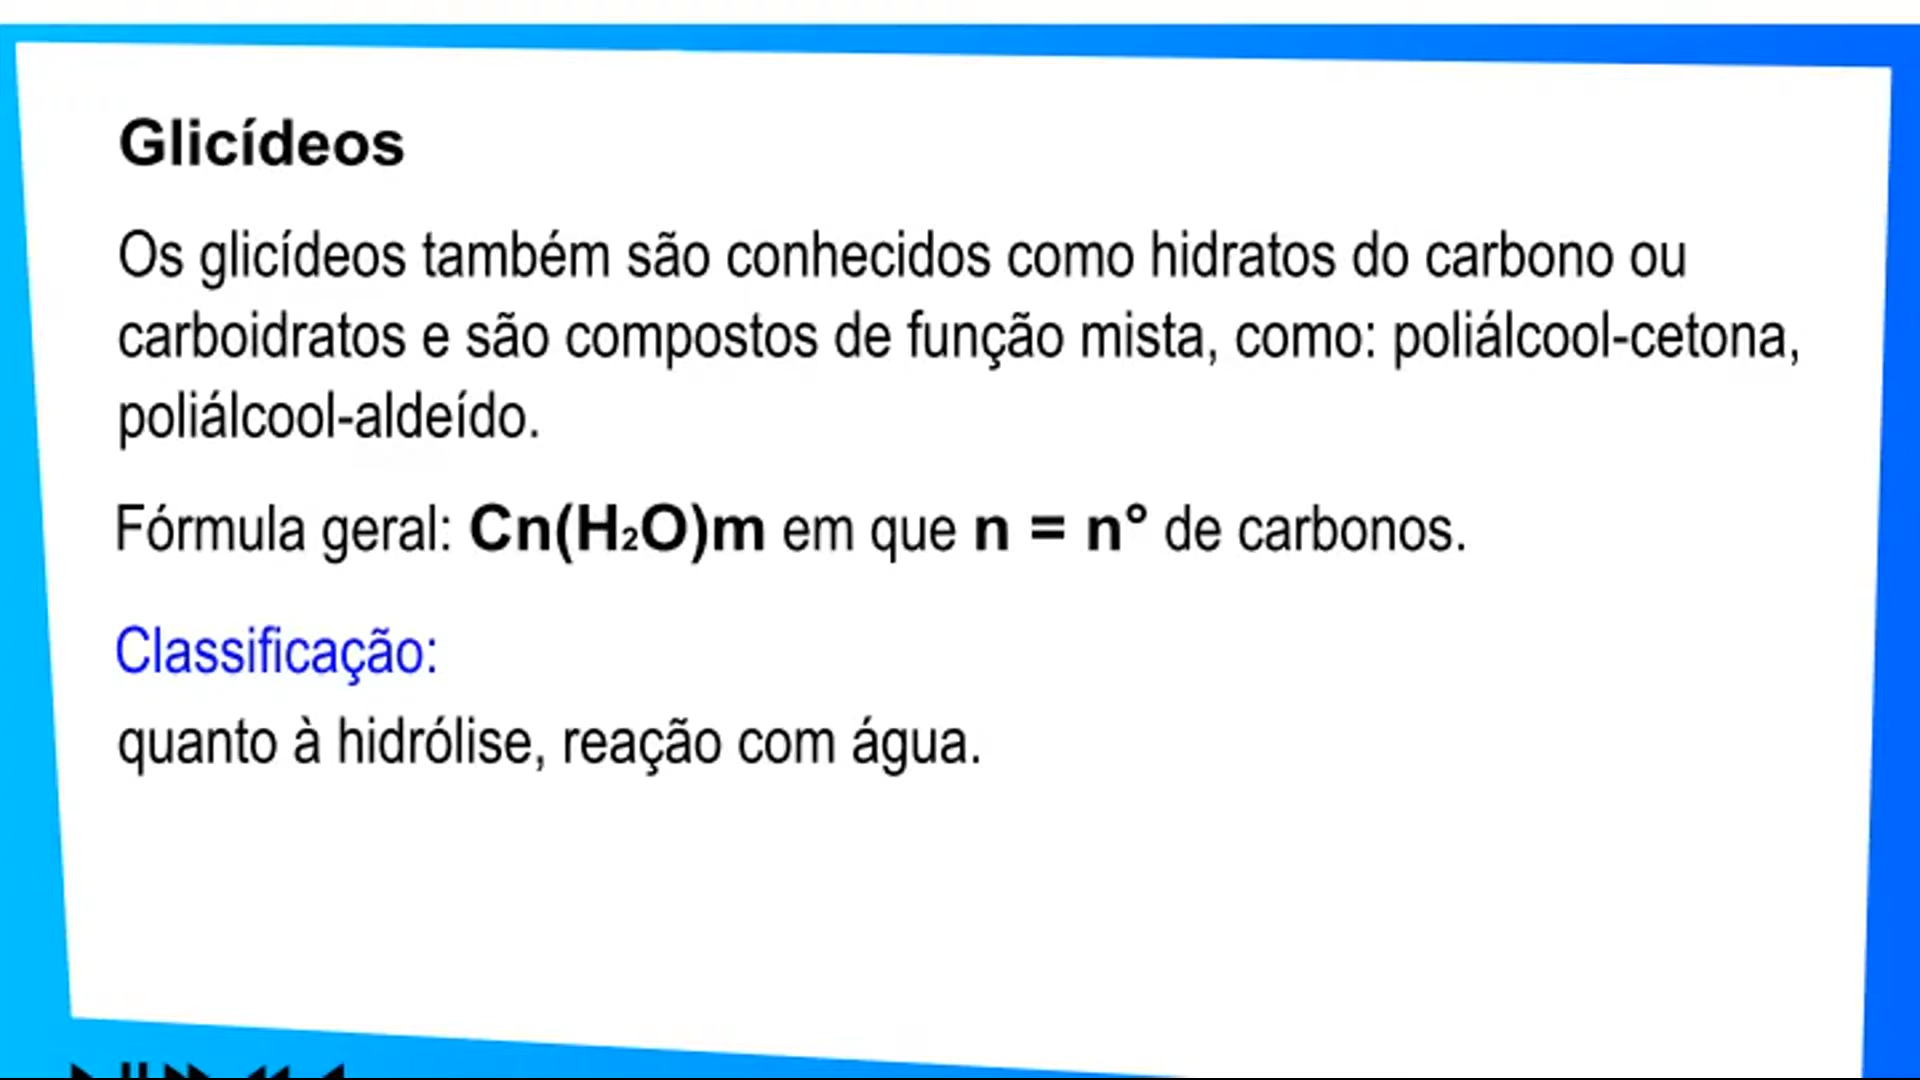 Glicídeos
Os glicídeos também são conhecidos como hidratos do carbono ou
carboidratos e são compostos de função mista, como: poliálcool-cetona,
poliálcool-aldeído.
Fórmula geral: Cn(H₂O)m em que n = n° de carbonos.
Classificação:
quanto à hidrólise, reação com água.